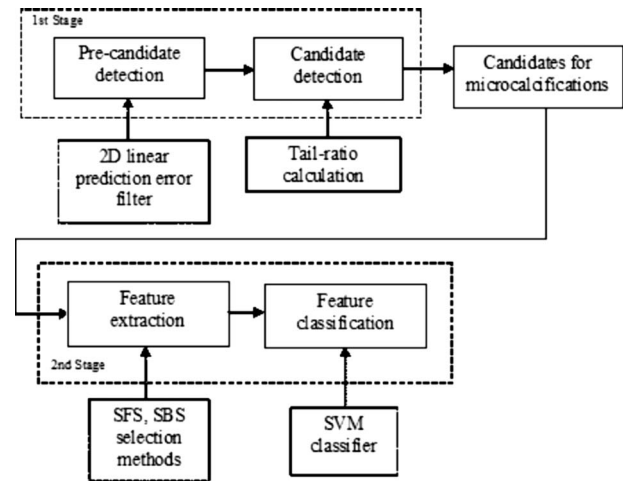 1st Stage
Pre-candidate
detection
Candidate
detection
Candidates for
microcalcifications
2D linear
prediction error
filter
Tail-ratio
calculation
Feature
extraction
Feature
classification
2nd Stage
SFS, SBS
selection
methods
SVM
classifier